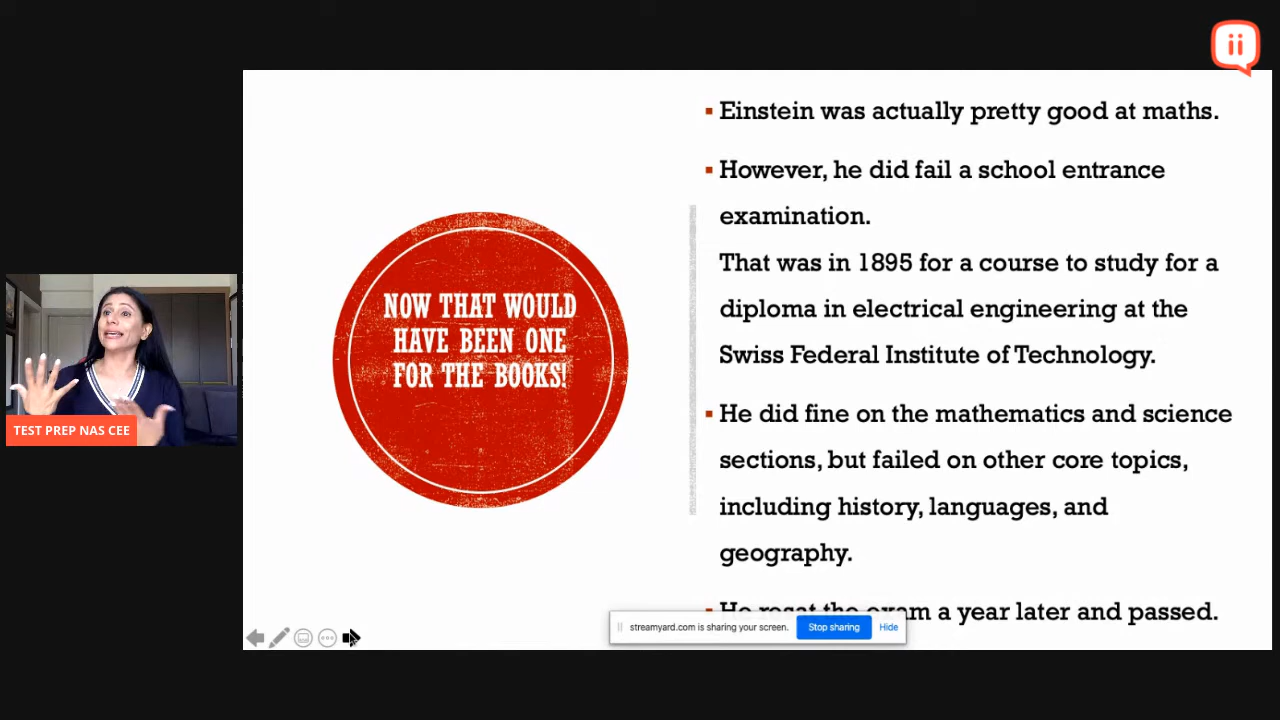 Einstein was actually pretty good at maths.
However, he did fail a school entrance
examination.
That was in 1895 for a course to study for a
diploma in electrical engineering at the
Swiss Federal Institute of Technology.
He did fine on the mathematics and science
sections, but failed on other core topics,
including history, languages, and
geography.
He resat the exam a year later and passed.
NOW THAT WOULD
HAVE BEEN ONE
FOR THE BOOKS!
TEST PREP NAS CEE
streamyard.com is sharing your screen.
Stop sharing
Hide
ii